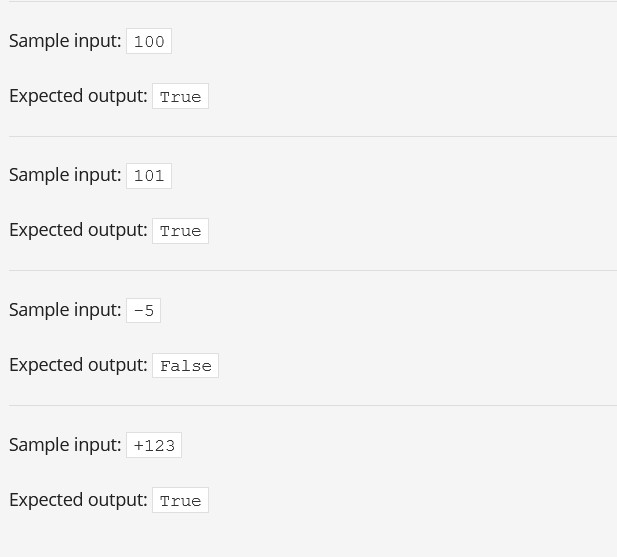 Sample input: 100
Expected output: True
Sample input: 101
Expected output: True
Sample input: -5
Expected output: False
Sample input: +123
Expected output: True